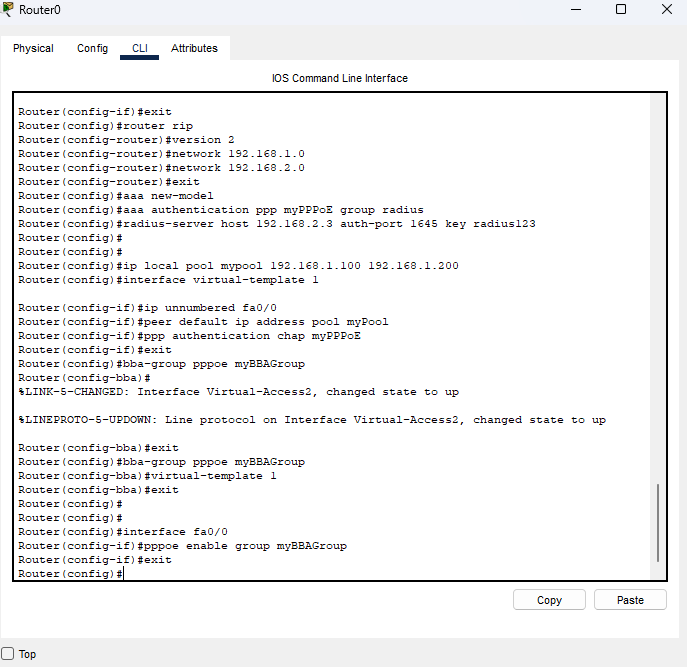 Router0
Physical Config CLI Attributes
IOS Command Line Interface
Router(config-if)#exit
Router(config)#router rip
Router(config-router)#version 2
Router(config-router)#network 192.168.1.0
Router(config-router)#network 192.168.2.0
Router(config-router)#exit
Router(config)#aaa new-model
Router(config)#aaa authentication ppp myPPPoE group radius
Router(config)#radius-server host 192.168.2.3 auth-port 1645 key radius123
Router(config)#
Router(config)#
Router(config)#ip local pool mypool 192.168.1.100 192.168.1.200
Router(config)#interface virtual-template 1
Router(config-if)#ip unnumbered fa0/0
Router(config-if)#peer default ip address pool myPool
Router(config-if)#ppp authentication chap myPPPoE
Router(config-if)#exit
Router(config)#bba-group pppoe myBBAGroup
Router(config-bba)#
%LINK-5-CHANGED: Interface Virtual-Access2, changed state to up
%LINEPROTO-5-UPDOWN: Line protocol on Interface Virtual-Access2, changed state to up
Router(config-bba)#exit
Router(config)#bba-group pppoe myBBAGroup
Router(config-bba)#virtual-template 1
Router(config-bba)#exit
Router(config)#
Router(config)#
Router(config)#interface fa0/0
Router(config-if)#pppoe enable group myBBAGroup
Router(config-if)#exit
Router(config)#
Copy Paste
Top